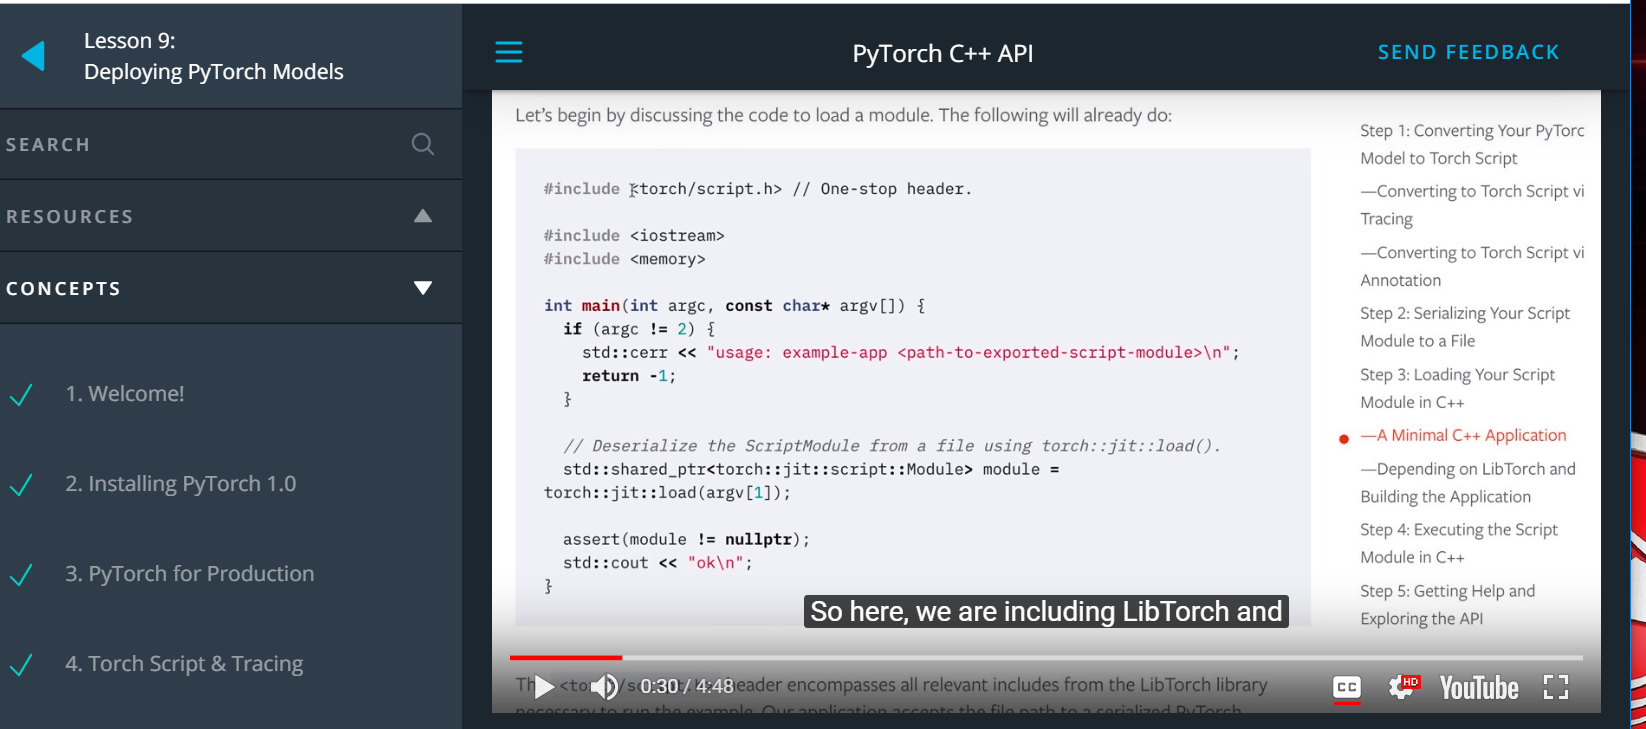 Lesson 9:
Deploying PyTorch Models
SEARCH
RESOURCES
CONCEPTS
1. Welcome!
2. Installing PyTorch 1.0
3. PyTorch for Production
4. Torch Script & Tracing
PyTorch C++ API
SEND FEEDBACK
Let's begin by discussing the code to load a module. The following will already do:
#include <torch/script.h> // One-stop header.
#include <iostream>
#include <memory>
int main(int argc, const char* argv[]) {
if (argc != 2) {
std::cerr << "usage: example-app <path-to-exported-script-module>\n";
return -1;
}
// Deserialize the ScriptModule from a file using torch::jit::load().
std::shared_ptr<torch::jit::script::Module> module =
torch::jit::load(argv[1]);
assert(module != nullptr);
std::cout << "ok\n";
}
So here, we are including LibTorch and
header encompasses all relevant includes from the LibTorch library
necessary to run the example. Our application accepts the file path to a serialized PyTorch
0:30 / 4:48
CC
HD
YouTube
Step 1: Converting Your PyTorc
Model to Torch Script
—Converting to Torch Script vi
Tracing
—Converting to Torch Script vi
Annotation
Step 2: Serializing Your Script
Module to a File
Step 3: Loading Your Script
Module in C++
—A Minimal C++ Application
—Depending on LibTorch and
Building the Application
Step 4: Executing the Script
Module in C++
Step 5: Getting Help and
Exploring the API